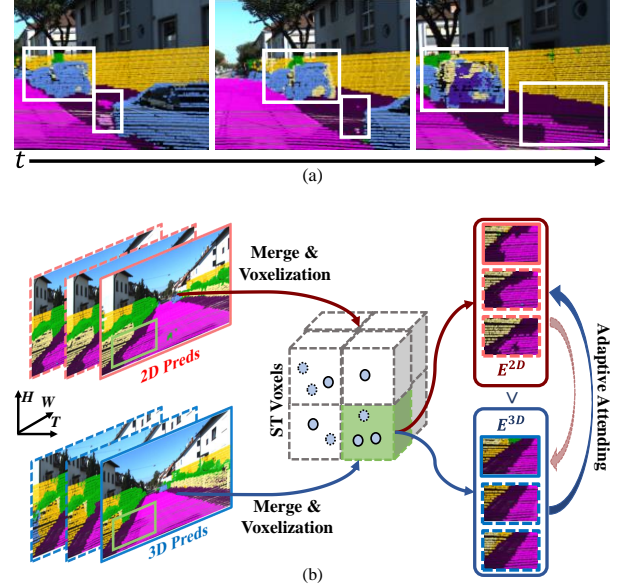 t
(a)
Merge &
Voxelization
2D Preds
H
W
T
ST Voxels
E^{2D}
∨
E^{3D}
Adaptive Attending
3D Preds
Merge &
Voxelization
(b)